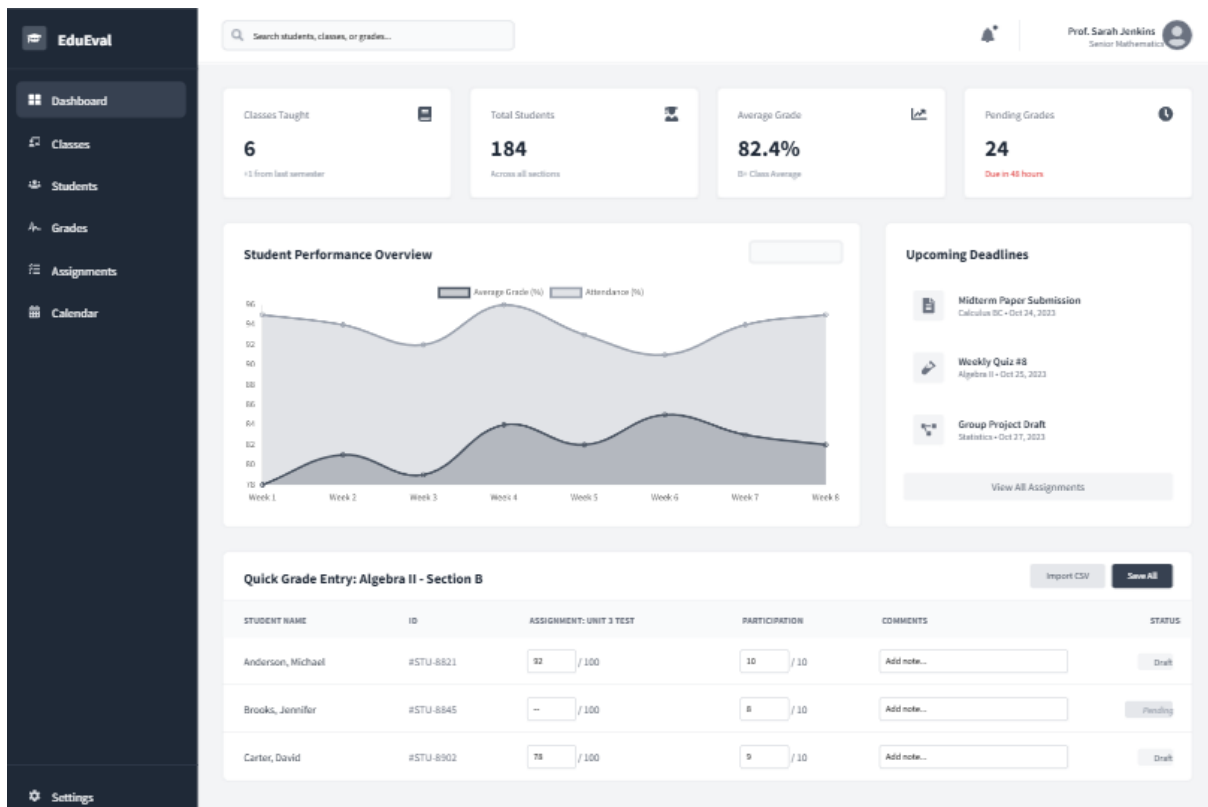 EduEval
Dashboard
Classes
Students
Grades
Assignments
Calendar
Settings
Search students, classes, or grades...
Prof. Sarah Jenkins
Senior Mathematics
Classes Taught
6
+1 from last semester
Total Students
184
Across all sections
Average Grade
82.4%
Class Average
Pending Grades
24
Due in 48 hours
Student Performance Overview
Average Grade (%) Attendance (%)
96
94
92
90
88
86
84
82
80
78
Week 1 Week 2 Week 3 Week 4 Week 5 Week 6 Week 7 Week 8
Upcoming Deadlines
Midterm Paper Submission
Calculus BC • Oct 24, 2023
Weekly Quiz #8
Algebra II • Oct 25, 2023
Group Project Draft
Statistics • Oct 27, 2023
View All Assignments
Quick Grade Entry: Algebra II - Section B
Import CSV
Save All
STUDENT NAME ID ASSIGNMENT: UNIT 3 TEST PARTICIPATION COMMENTS STATUS
Anderson, Michael #STU-8821 92 / 100 10 / 10 Add note... Draft
Brooks, Jennifer #STU-8845 -- / 100 8 / 10 Add note... Pending
Carter, David #STU-8902 78 / 100 9 / 10 Add note... Draft